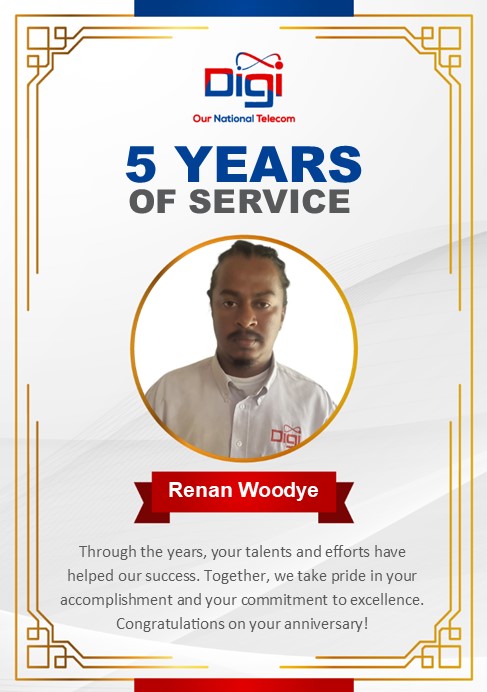 Digi
Our National Telecom
5 YEARS
OF SERVICE
Digi
Renan Woodye
Through the years, your talents and efforts have
helped our success. Together, we take pride in your
accomplishment and your commitment to excellence.
Congratulations on your anniversary!